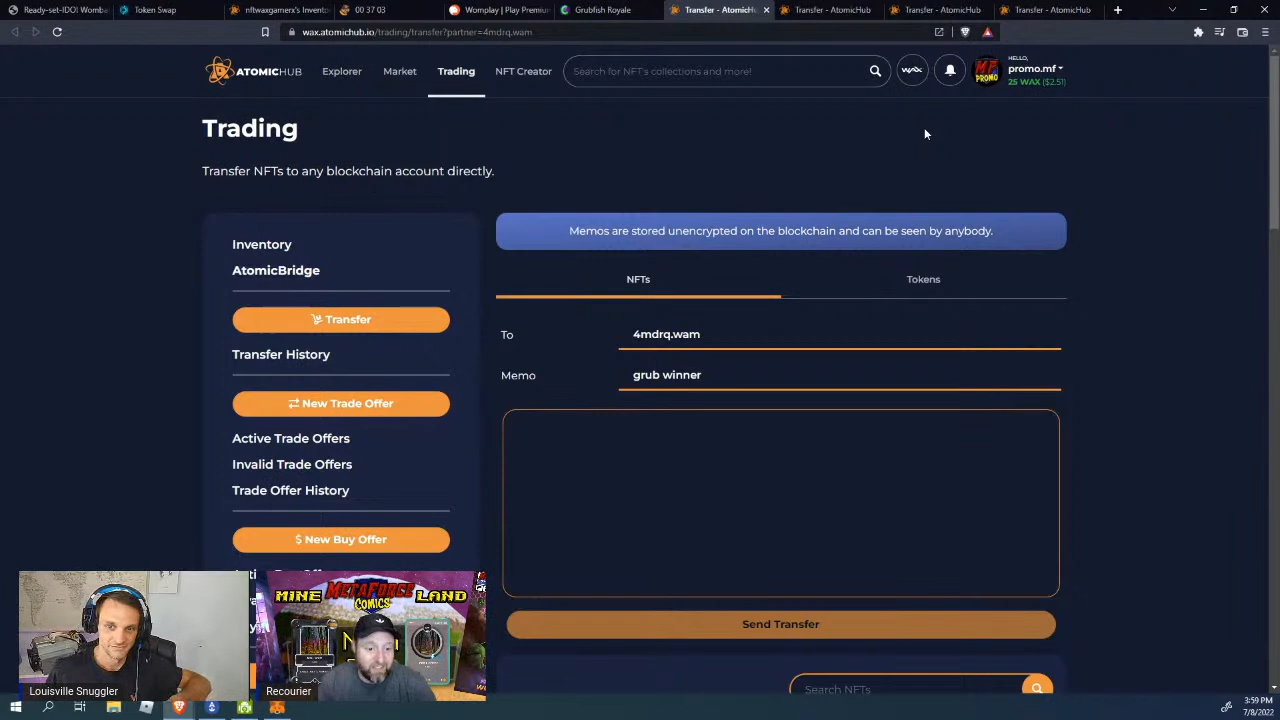 Ready-set-IDO! Womba
Token Swap
nftwaxgamerx's Invento
00 37 03
Womplay | Play Premiu
Grubfish Royale
Transfer - AtomicHu
Transfer - AtomicHub
Transfer - AtomicHub
Transfer - AtomicHub
wax.atomichub.io/trading/transfer?partner=4mdrq.wam
ATOMICHUB
Explorer
Market
Trading
NFT Creator
Search for NFT's collections and more!
wax
MF PROMO
HELLO,
promo.mf
25 WAX ($2.51)
Trading
Transfer NFTs to any blockchain account directly.
Inventory
AtomicBridge
Transfer
Transfer History
New Trade Offer
Active Trade Offers
Invalid Trade Offers
Trade Offer History
$ New Buy Offer
Memos are stored unencrypted on the blockchain and can be seen by anybody.
NFTs
Tokens
To
4mdrq.wam
Memo
grub winner
Send Transfer
Search NFTs
MINE METAFORCE LAND
COMICS
Louisville Snuggler
Recourier
3:59 PM
7/8/2022